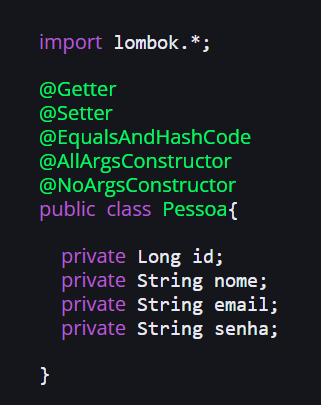 import lombok.*;
@Getter
@Setter
@EqualsAndHashCode
@AllArgsConstructor
@NoArgsConstructor
public class Pessoa{
private Long id;
private String nome;
private String email;
private String senha;
}